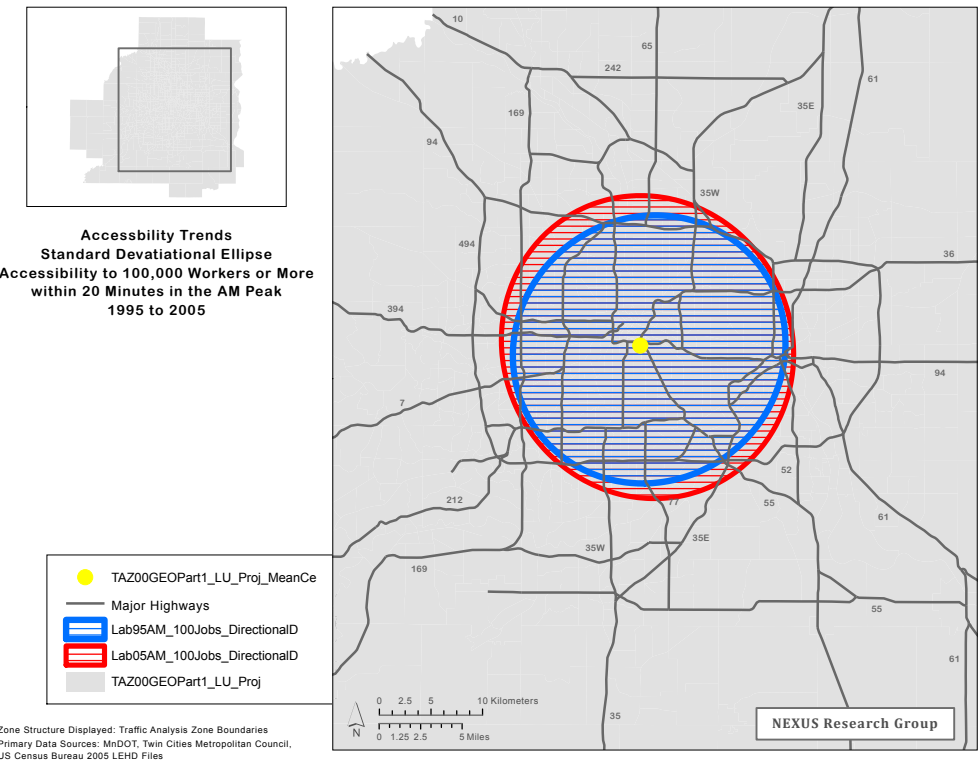 Accessbility Trends
Standard Devatiational Ellipse
Accessibility to 100,000 Workers or More
within 20 Minutes in the AM Peak
1995 to 2005
TAZ00GEOPart1_LU_Proj_MeanCe
Major Highways
Lab95AM_100Jobs_DirectionalD
Lab05AM_100Jobs_DirectionalD
TAZ00GEOPart1_LU_Proj
Zone Structure Displayed: Traffic Analysis Zone Boundaries
Primary Data Sources: MnDOT, Twin Cities Metropolitan Council,
US Census Bureau 2005 LEHD Files
10
65
242
61
35E
169
94
35W
494
36
394
94
7
52
212
77
55
61
35W
35E
169
55
61
35
0 2.5 5 10 Kilometers
0 1.25 2.5 5 Miles
N
NEXUS Research Group